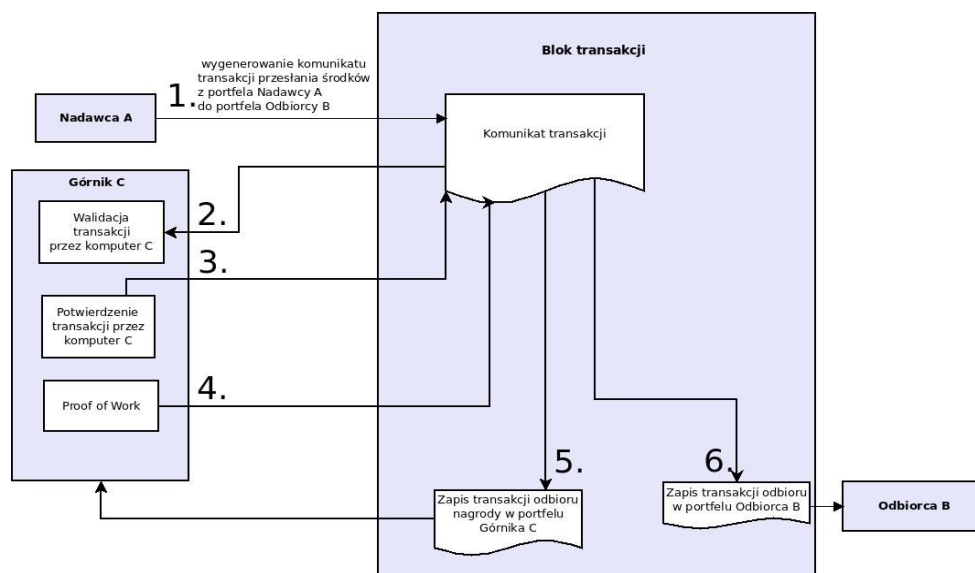 Blok transakcji
1.
wygenerowanie komunikatu
transakcji przesłania środków
z portfela Nadawcy A
do portfela Odbiorcy B
Nadawca A
Komunikat transakcji
Górnik C
Walidacja
transakcji
przez komputer C
2.
3.
Potwierdzenie
transakcji przez
komputer C
Proof of Work
4.
5.
6.
Zapis transakcji odbioru
nagrody w portfelu
Górnika C
Zapis transakcji odbioru
w portfelu Odbiorca B
Odbiorca B